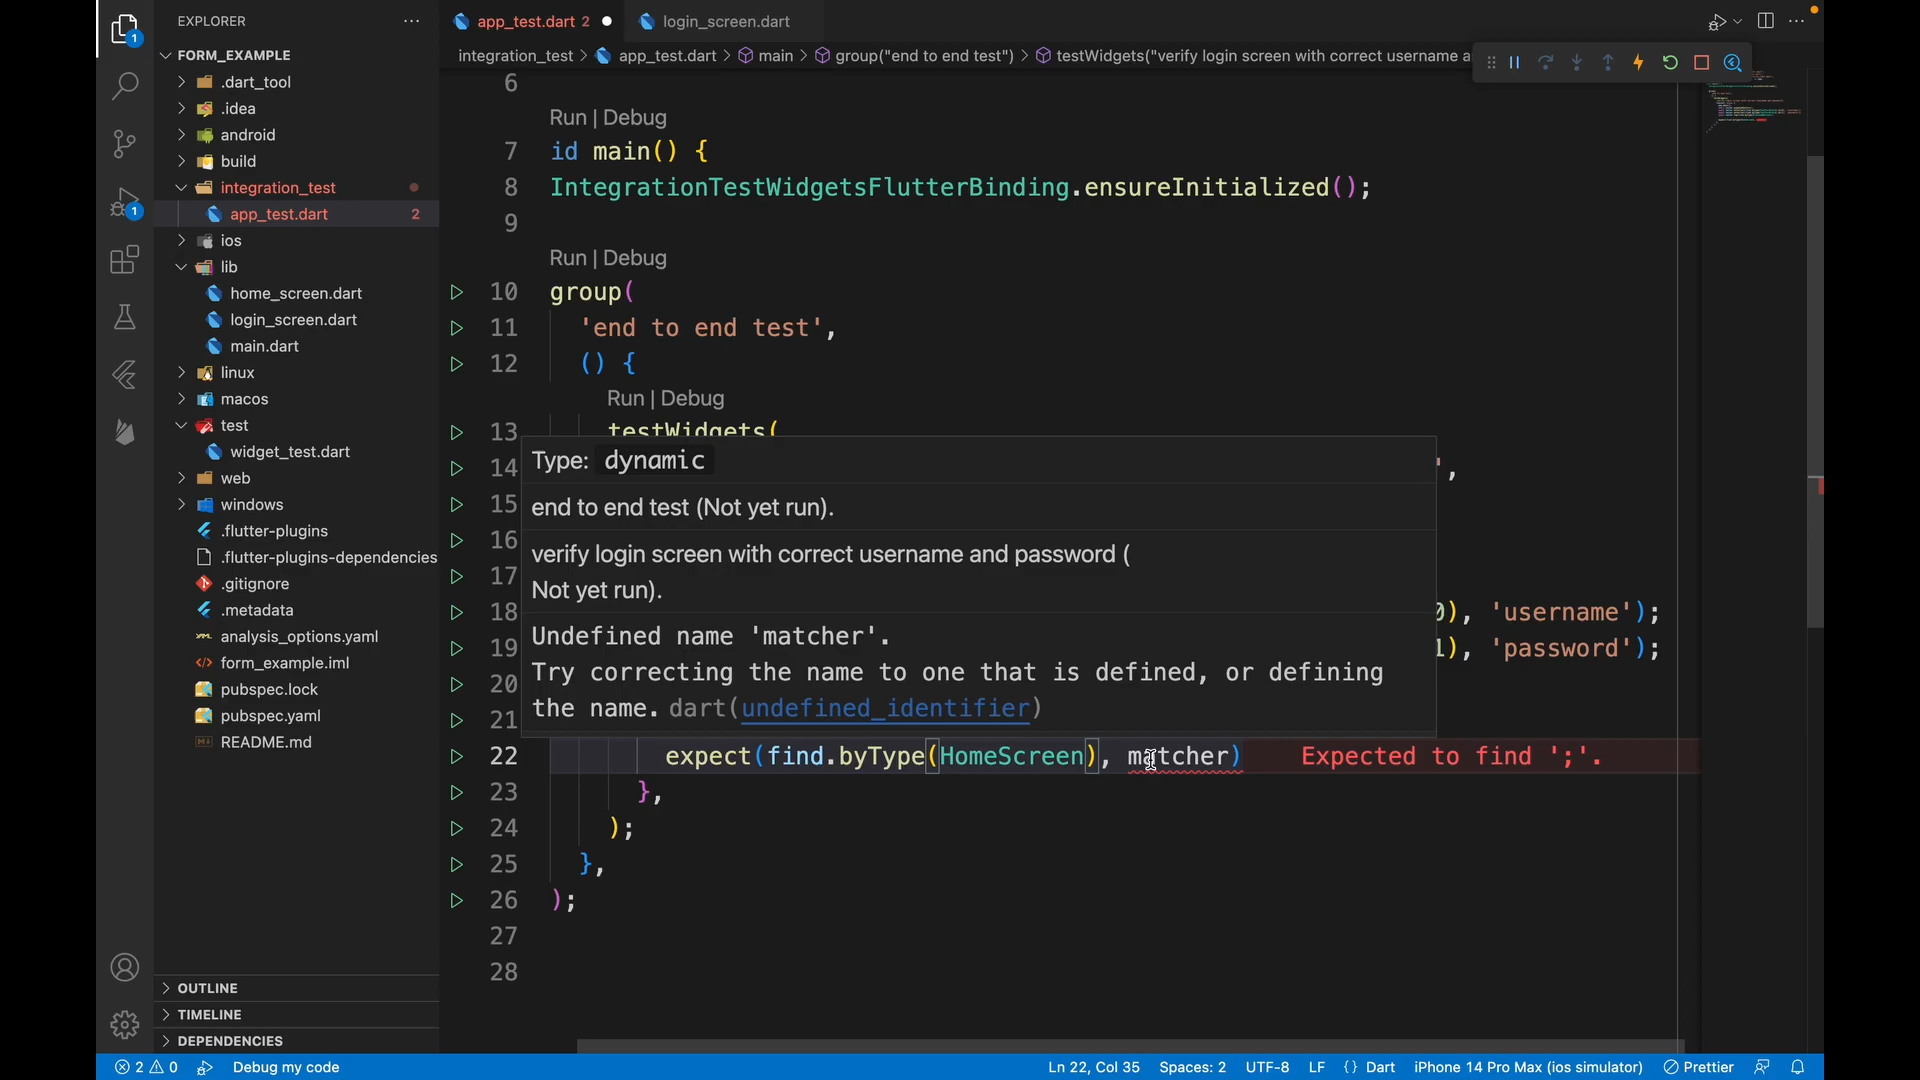 EXPLORER
FORM_EXAMPLE
.dart_tool
.idea
android
build
integration_test
app_test.dart 2
ios
lib
home_screen.dart
login_screen.dart
main.dart
linux
macos
test
widget_test.dart
web
windows
.flutter-plugins
.flutter-plugins-dependencies
.gitignore
.metadata
analysis_options.yaml
form_example.iml
pubspec.lock
pubspec.yaml
README.md
OUTLINE
TIMELINE
DEPENDENCIES
1
1
app_test.dart 2
login_screen.dart
integration_test > app_test.dart > main > group("end to end test") > testWidgets("verify login screen with correct username a
6
Run | Debug
7 id main() {
8 IntegrationTestWidgetsFlutterBinding.ensureInitialized();
9
Run | Debug
10 group(
11 'end to end test',
12 () {
Run | Debug
13 testWidgets(
14 ',
15
16
17
18 0), 'username');
19 1), 'password');
20
21
Type: dynamic
end to end test (Not yet run).
verify login screen with correct username and password (
Not yet run).
Undefined name 'matcher'.
Try correcting the name to one that is defined, or defining
the name. dart(undefined_identifier)
22 expect(find.byType(HomeScreen), matcher) Expected to find ';'.
23 },
24 );
25 },
26 );
27
28
2 0 Debug my code Ln 22, Col 35 Spaces: 2 UTF-8 LF {} Dart iPhone 14 Pro Max (ios simulator) Prettier